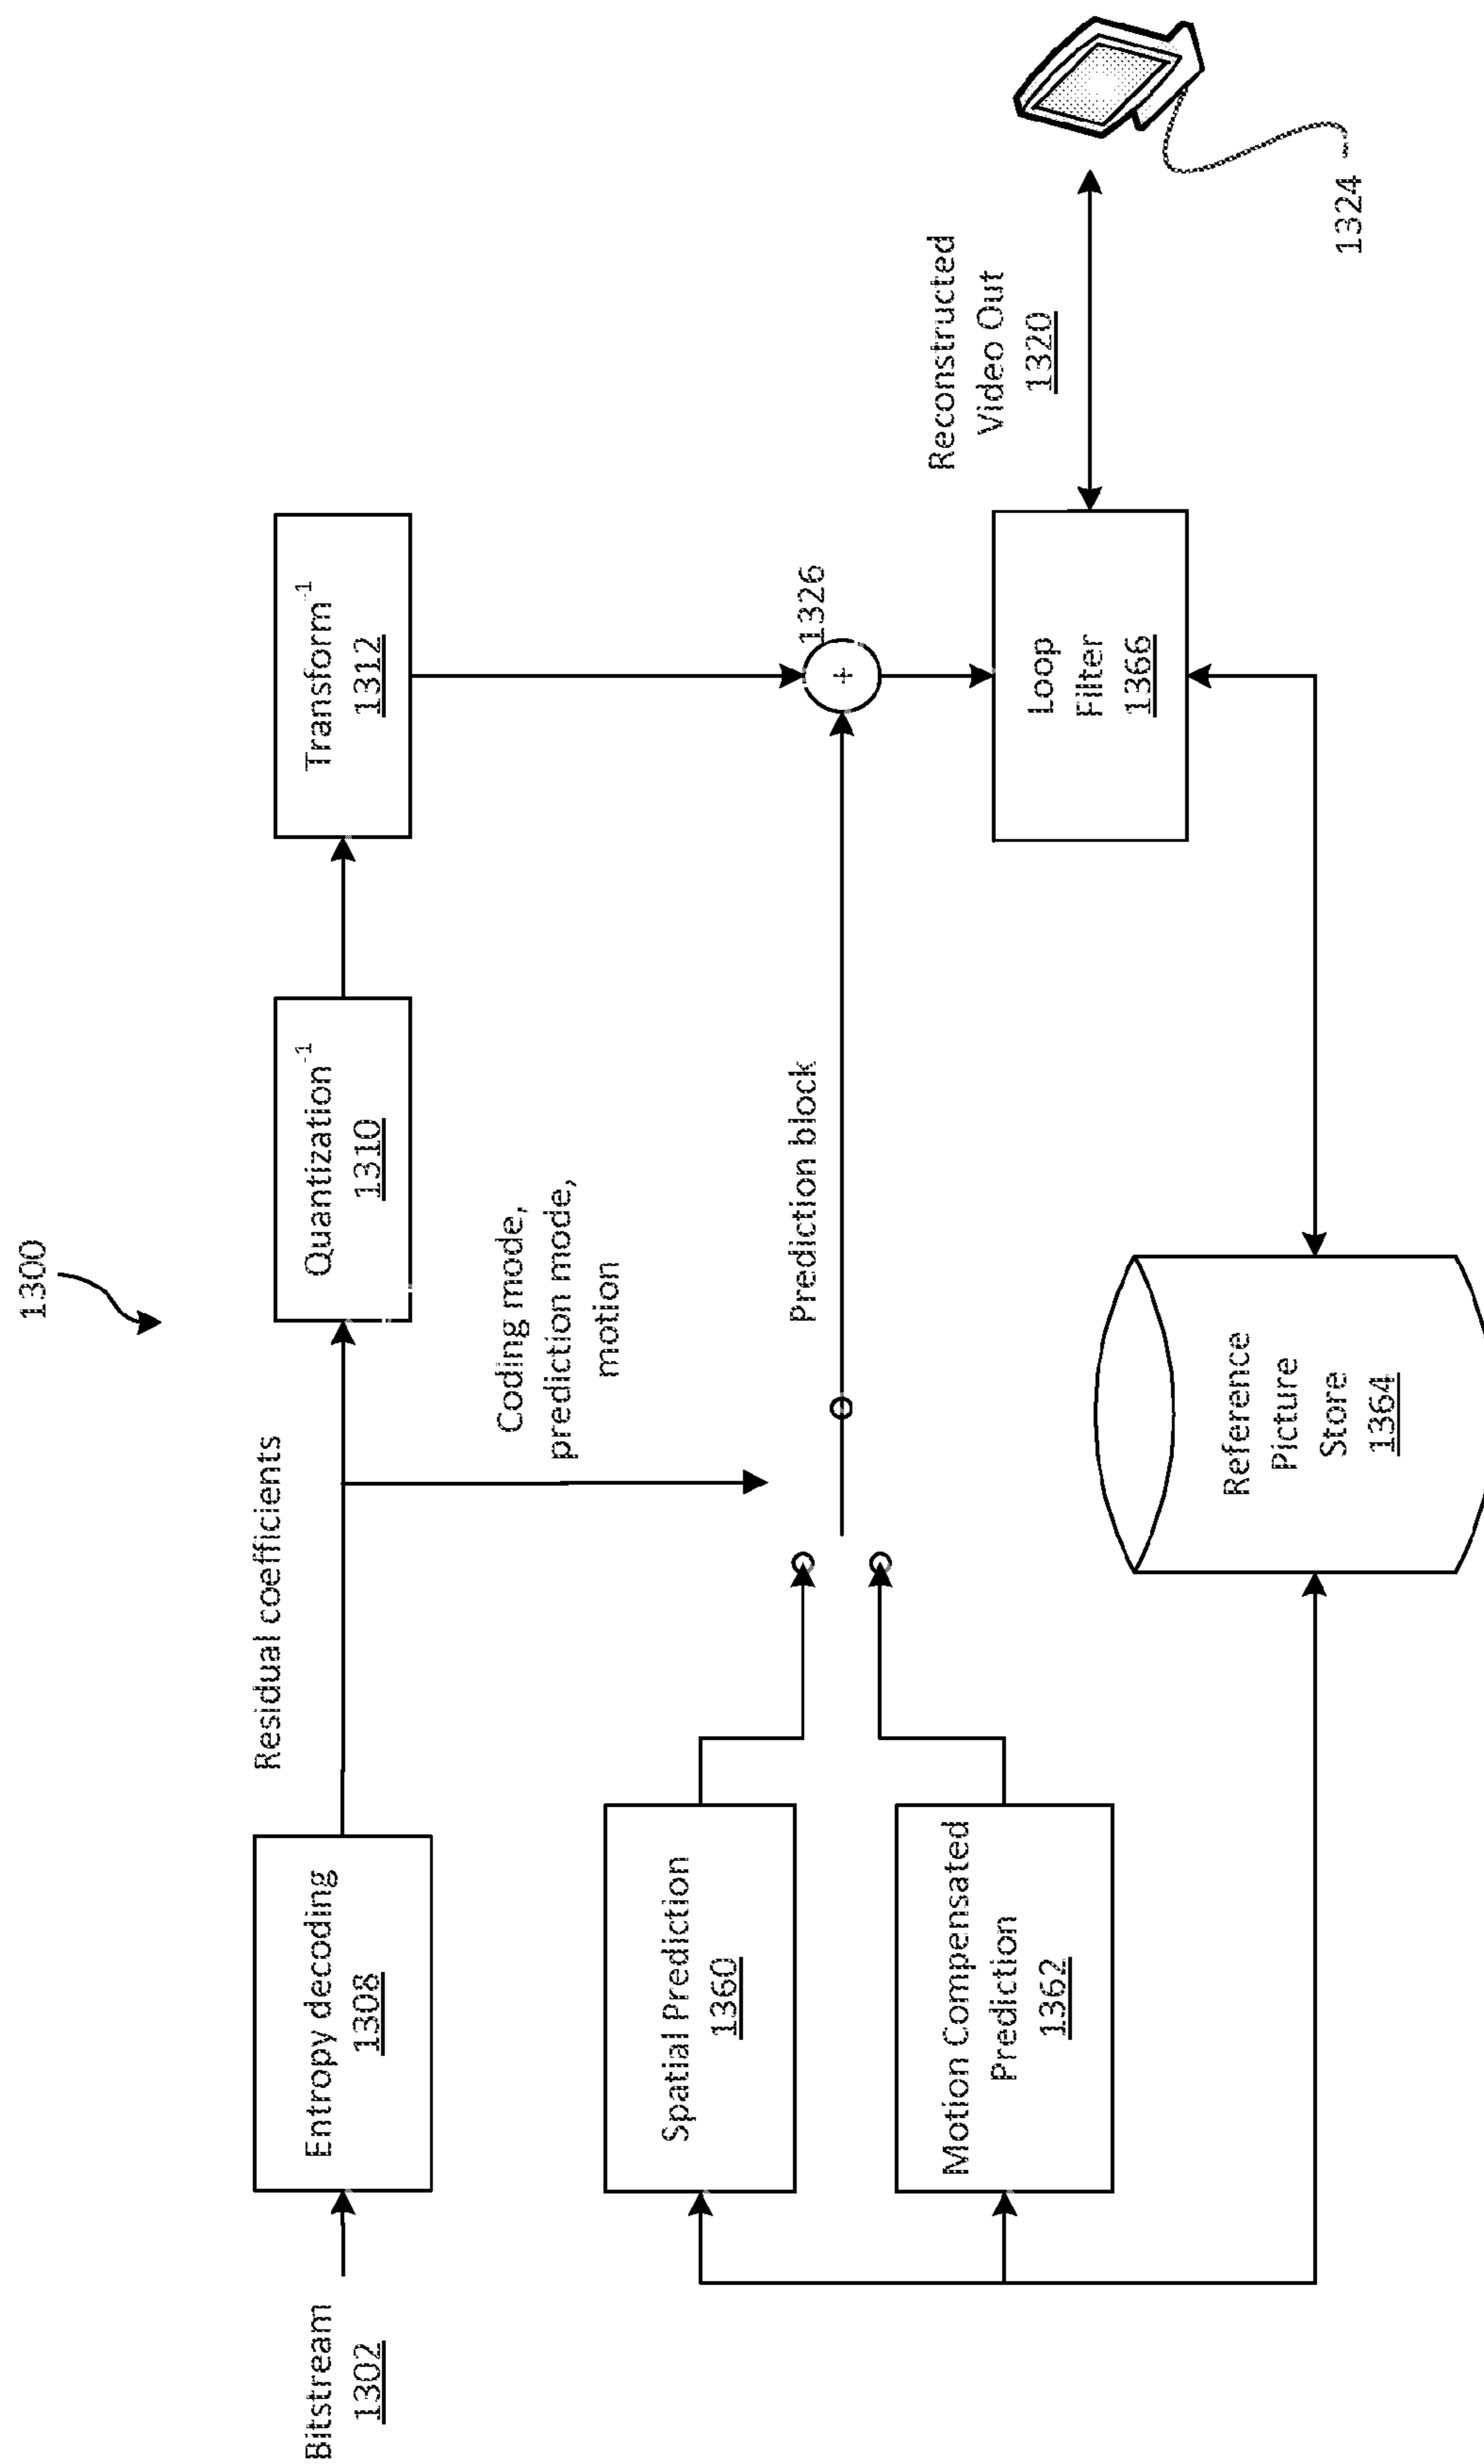 1300
Bitstream
1302
Entropy decoding
1308
Residual coefficients
Quantization-1
1310
Transform-1
1312
Coding mode,
prediction mode,
motion
Spatial Prediction
1360
Motion Compensated
Prediction
1362
Prediction block
+
1326
Reference
Picture
Store
1364
Loop
Filter
1366
Reconstructed
Video Out
1320
1324